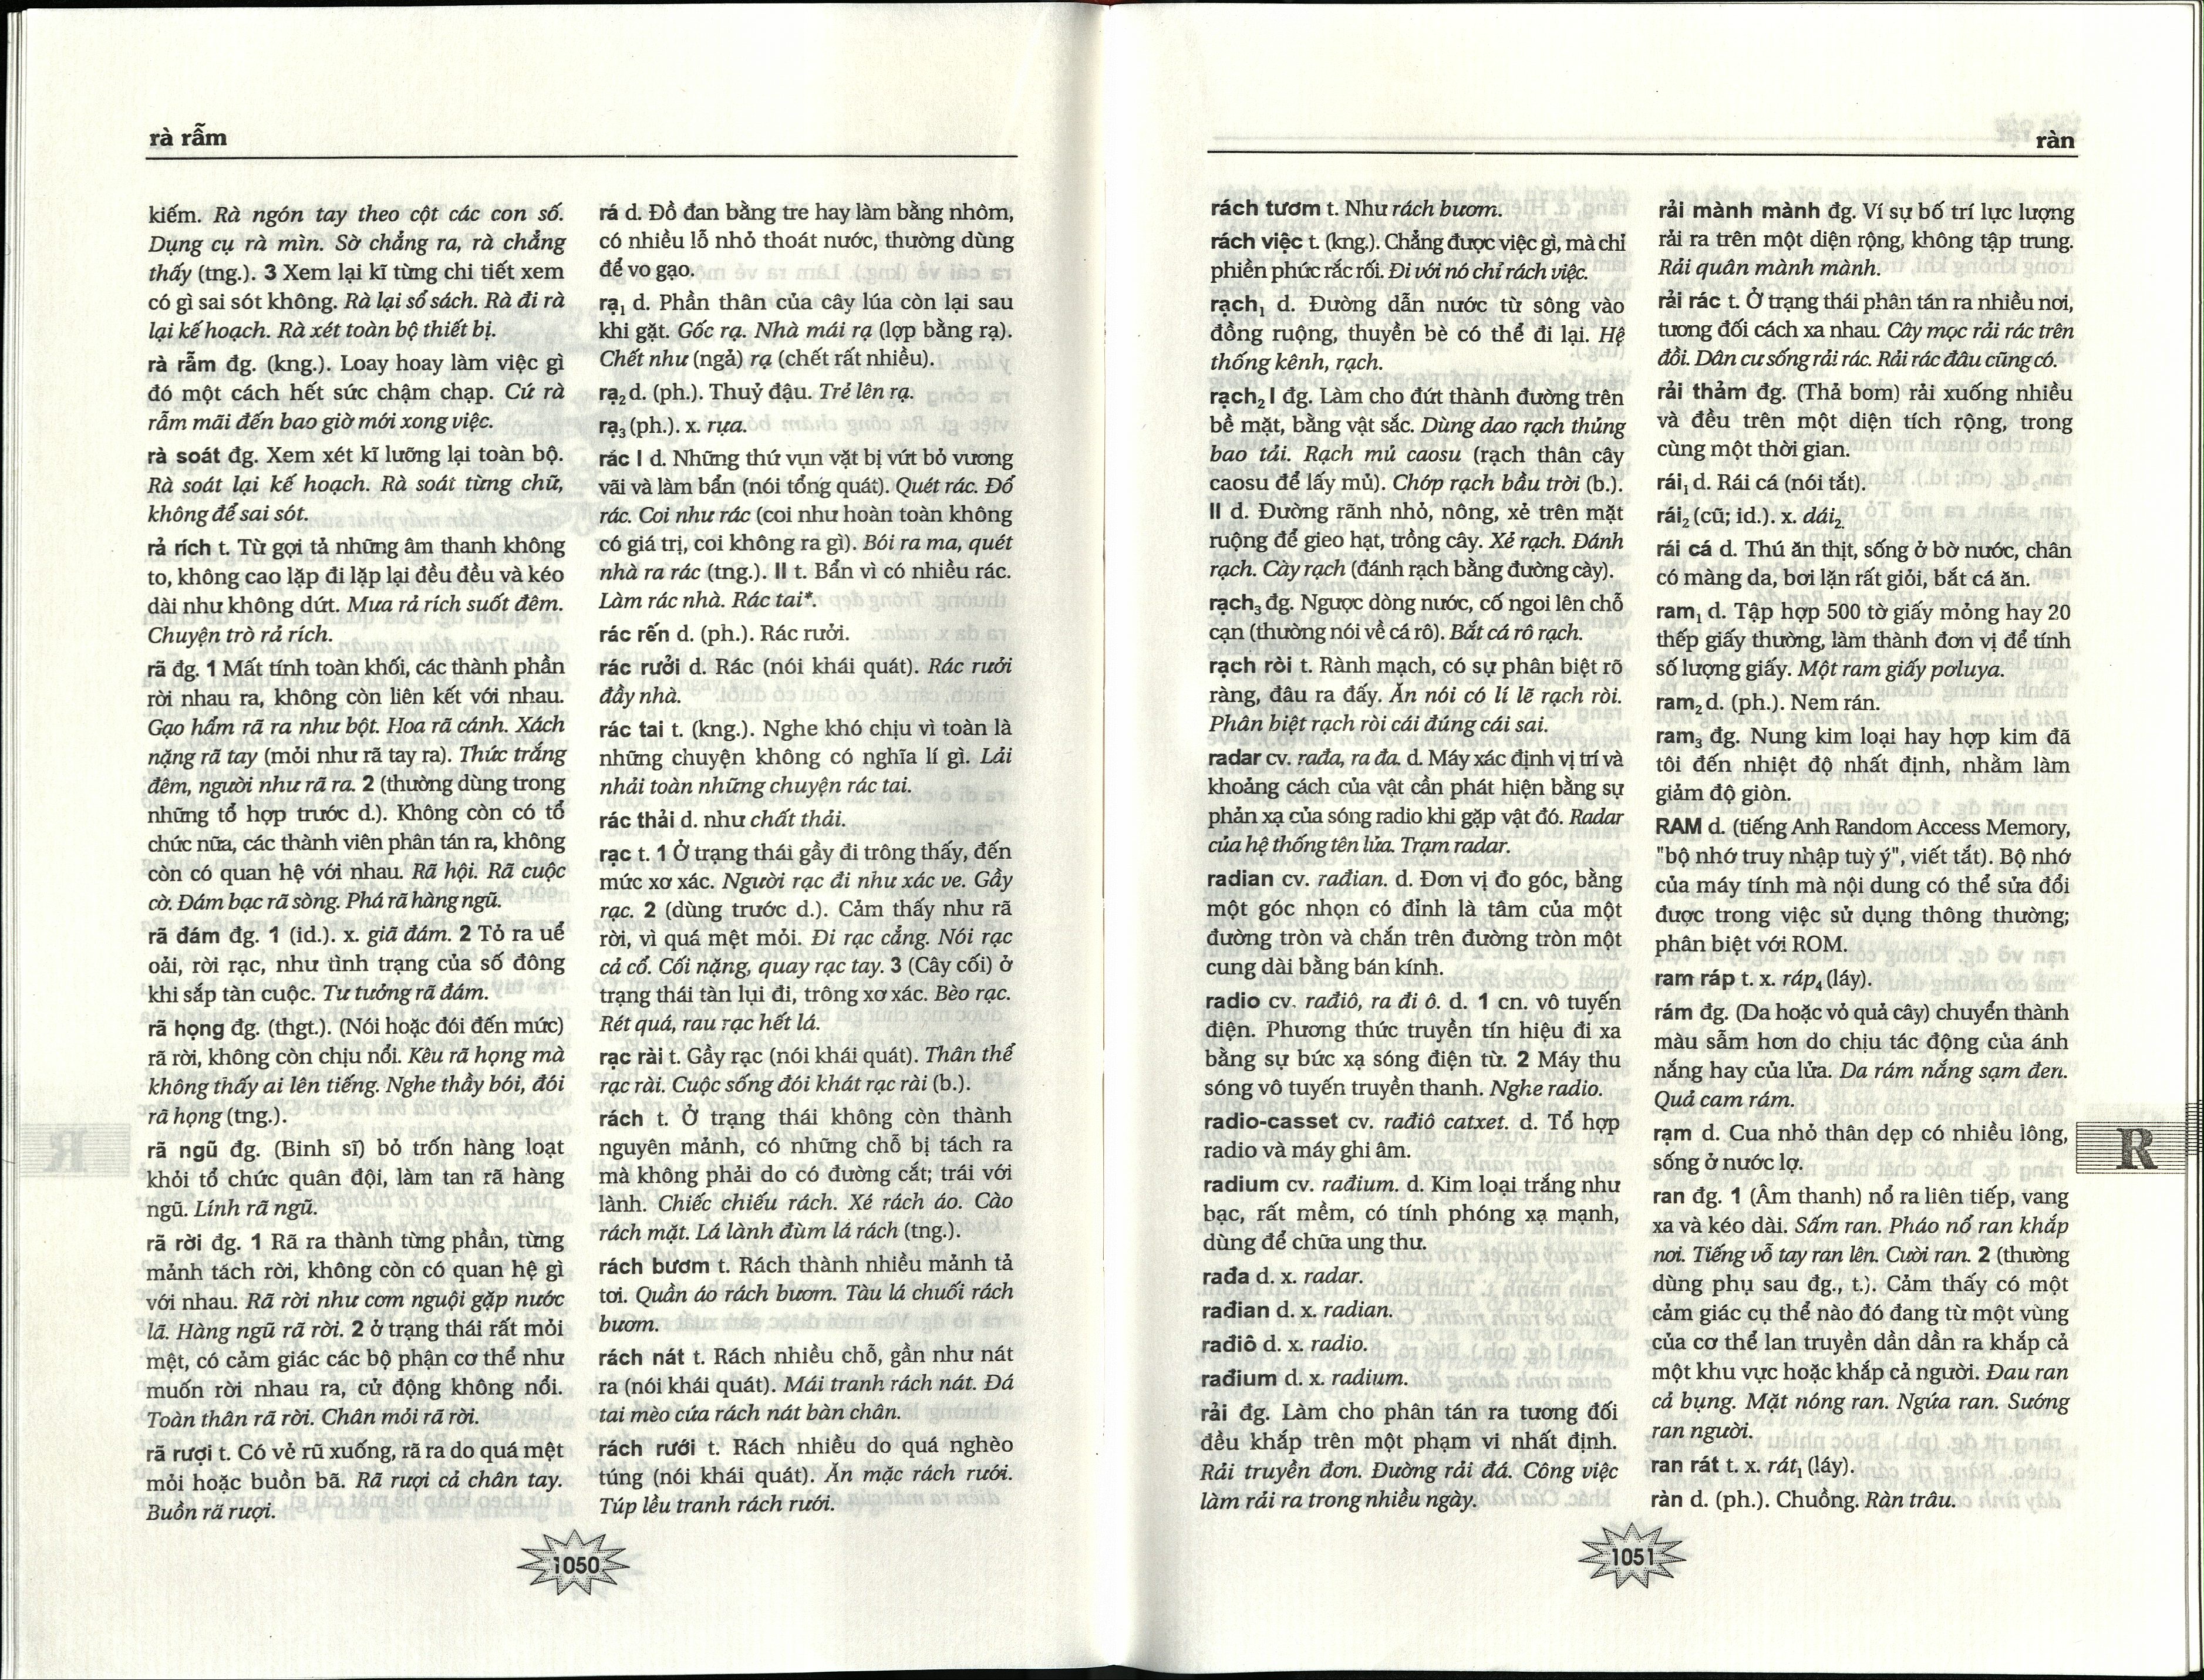 rà rẫm
kiếm. Rà ngón tay theo cột các con số.
Dụng cụ rà mìn. Sờ chẳng ra, rà chẳng
thấy (tng.). 3 Xem lại kĩ từng chi tiết xem
có gì sai sót không. Rà lại sổ sách. Rà đi rà
lại kế hoạch. Rà xét toàn bộ thiết bị.
rà rẫm đg. (kng.). Loay hoay làm việc gì
đó một cách hết sức chậm chạp. Cứ rà
rẫm mãi đến bao giờ mới xong việc.
rà soát đg. Xem xét kĩ lưỡng lại toàn bộ.
Rà soát lại kế hoạch. Rà soát từng chữ,
không để sai sót.
rả rích t. Từ gợi tả những âm thanh không
to, không cao lặp đi lặp lại đều đều và kéo
dài như không dứt. Mưa rả rích suốt đêm.
Chuyện trò rả rích.
rã đg. 1 Mất tính toàn khối, các thành phần
rời nhau ra, không còn liên kết với nhau.
Gạo hẩm rã ra như bột. Hoa rã cánh. Xách
nặng rã tay (mỏi như rã tay ra). Thức trắng
đêm, người như rã ra. 2 (thường dùng trong
những tổ hợp trước d.). Không còn có tổ
chức nữa, các thành viên phân tán ra, không
còn có quan hệ với nhau. Rã hội. Rã cuộc
cờ. Đám bạc rã sòng. Phá rã hàng ngũ.
rã đám đg. 1 (id.). x. giã đám. 2 Tỏ ra uể
oải, rời rạc, như tình trạng của số đông
khi sắp tàn cuộc. Tư tưởng rã đám.
rã họng đg. (thgt.). (Nói hoặc đói đến mức)
rã rời, không còn chịu nổi. Kêu rã họng mà
không thấy ai lên tiếng. Nghe thầy bói, đói
rã họng (tng.).
rã ngũ đg. (Binh sĩ) bỏ trốn hàng loạt
khỏi tổ chức quân đội, làm tan rã hàng
ngũ. Lính rã ngũ.
rã rời đg. 1 Rã ra thành từng phần, từng
mảnh tách rời, không còn có quan hệ gì
với nhau. Rã rời như cơm nguội gặp nước
lã. Hàng ngũ rã rời. 2 ở trạng thái rất mỏi
mệt, có cảm giác các bộ phận cơ thể như
muốn rời nhau ra, cử động không nổi.
Toàn thân rã rời. Chân mỏi rã rời.
rã rượi t. Có vẻ rũ xuống, rã ra do quá mệt
mỏi hoặc buồn bã. Rã rượi cả chân tay.
Buồn rã rượi.
rá d. Đồ đan bằng tre hay làm bằng nhôm,
có nhiều lỗ nhỏ thoát nước, thường dùng
để vo gạo.
rạ₁ d. Phần thân của cây lúa còn lại sau
khi gặt. Gốc rạ. Nhà mái rạ (lợp bằng rạ).
Chết như (ngả) rạ (chết rất nhiều).
rạ₂ d. (ph.). Thuỷ đậu. Trẻ lên rạ.
rạ₃ (ph.). x. rựa.
rác I d. Những thứ vụn vặt bị vứt bỏ vương
vãi và làm bẩn (nói tổng quát). Quét rác. Đổ
rác. Coi như rác (coi như hoàn toàn không
có giá trị, coi không ra gì). Bói ra ma, quét
nhà ra rác (tng.). II t. Bẩn vì có nhiều rác.
Làm rác nhà. Rác tai*.
rác rến d. (ph.). Rác rưởi.
rác rưởi d. Rác (nói khái quát). Rác rưởi
đầy nhà.
rác tai t. (kng.). Nghe khó chịu vì toàn là
những chuyện không có nghĩa lí gì. Lải
nhải toàn những chuyện rác tai.
rác thải d. như chất thải.
rạc t. 1 Ở trạng thái gầy đi trông thấy, đến
mức xơ xác. Người rạc đi như xác ve. Gầy
rạc. 2 (dùng trước d.). Cảm thấy như rã
rời, vì quá mệt mỏi. Đi rạc cẳng. Nói rạc
cả cổ. Cối nặng, quay rạc tay. 3 (Cây cối) ở
trạng thái tàn lụi đi, trông xơ xác. Bèo rạc.
Rét quá, rau rạc hết lá.
rạc rài t. Gầy rạc (nói khái quát). Thân thể
rạc rài. Cuộc sống đói khát rạc rài (b.).
rách t. Ở trạng thái không còn thành
nguyên mảnh, có những chỗ bị tách ra
mà không phải do có đường cắt; trái với
lành. Chiếc chiếu rách. Xé rách áo. Cào
rách mặt. Lá lành đùm lá rách (tng.).
rách bươm t. Rách thành nhiều mảnh tả
tơi. Quần áo rách bươm. Tàu lá chuối rách
bươm.
rách nát t. Rách nhiều chỗ, gần như nát
ra (nói khái quát). Mái tranh rách nát. Đá
tai mèo cứa rách nát bàn chân.
rách rưới t. Rách nhiều do quá nghèo
túng (nói khái quát). Ăn mặc rách rưới.
Túp lều tranh rách rưới.
1050
ràn
rách tươm t. Như rách bươm.
rách việc t. (kng.). Chẳng được việc gì, mà chỉ
phiền phức rắc rối. Đi với nó chỉ rách việc.
rạch₁ d. Đường dẫn nước từ sông vào
đồng ruộng, thuyền bè có thể đi lại. Hệ
thống kênh, rạch.
rạch₂ I đg. Làm cho đứt thành đường trên
bề mặt, bằng vật sắc. Dùng dao rạch thủng
bao tải. Rạch mủ caosu (rạch thân cây
caosu để lấy mủ). Chóp rạch bầu trời (b.).
II d. Đường rãnh nhỏ, nông, xẻ trên mặt
ruộng để gieo hạt, trồng cây. Xẻ rạch. Đánh
rạch. Cày rạch (đánh rạch bằng đường cày).
rạch₃ đg. Ngược dòng nước, cố ngoi lên chỗ
cạn (thường nói về cá rô). Bắt cá rô rạch.
rạch ròi t. Rành mạch, có sự phân biệt rõ
ràng, đâu ra đấy. Ăn nói có lí lẽ rạch ròi.
Phân biệt rạch ròi cái đúng cái sai.
radar cv. rađa, ra đa. d. Máy xác định vị trí và
khoảng cách của vật cần phát hiện bằng sự
phản xạ của sóng radio khi gặp vật đó. Radar
của hệ thống tên lửa. Trạm radar.
radian cv. rađian. d. Đơn vị đo góc, bằng
một góc nhọn có đỉnh là tâm của một
đường tròn và chắn trên đường tròn một
cung dài bằng bán kính.
radio cv. rađiô, ra đi ô. d. 1 cn. vô tuyến
điện. Phương thức truyền tín hiệu đi xa
bằng sự bức xạ sóng điện từ. 2 Máy thu
sóng vô tuyến truyền thanh. Nghe radio.
radio-casset cv. rađiô catxet. d. Tổ hợp
radio và máy ghi âm.
radium cv. rađium. d. Kim loại trắng như
bạc, rất mềm, có tính phóng xạ mạnh,
dùng để chữa ung thư.
rađa d. x. radar.
rađian d. x. radian.
rađiô d. x. radio.
rađium d. x. radium.
rải đg. Làm cho phân tán ra tương đối
đều khắp trên một phạm vi nhất định.
Rải truyền đơn. Đường rải đá. Công việc
làm rải ra trong nhiều ngày.
rải mành mành đg. Ví sự bố trí lực lượng
rải ra trên một diện rộng, không tập trung.
Rải quân mành mành.
rải rác t. Ở trạng thái phân tán ra nhiều nơi,
tương đối cách xa nhau. Cây mọc rải rác trên
đồi. Dân cư sống rải rác. Rải rác đâu cũng có.
rải thảm đg. (Thả bom) rải xuống nhiều
và đều trên một diện tích rộng, trong
cùng một thời gian.
rái₁ d. Rái cá (nói tắt).
rái₂ (cũ; id.). x. dái₂.
rái cá d. Thú ăn thịt, sống ở bờ nước, chân
có màng da, bơi lặn rất giỏi, bắt cá ăn.
ram₁ d. Tập hợp 500 tờ giấy mỏng hay 20
thếp giấy thường, làm thành đơn vị để tính
số lượng giấy. Một ram giấy pơluya.
ram₂ d. (ph.). Nem rán.
ram₃ đg. Nung kim loại hay hợp kim đã
tôi đến nhiệt độ nhất định, nhằm làm
giảm độ giòn.
RAM d. (tiếng Anh Random Access Memory,
"bộ nhớ truy nhập tuỳ ý", viết tắt). Bộ nhớ
của máy tính mà nội dung có thể sửa đổi
được trong việc sử dụng thông thường;
phân biệt với ROM.
ram ráp t. x. ráp₄ (láy).
rám đg. (Da hoặc vỏ quả cây) chuyển thành
màu sẫm hơn do chịu tác động của ánh
nắng hay của lửa. Da rám nắng sạm đen.
Quả cam rám.
rạm d. Cua nhỏ thân dẹp có nhiều lông,
sống ở nước lợ.
ran đg. 1 (Âm thanh) nổ ra liên tiếp, vang
xa và kéo dài. Sấm ran. Pháo nổ ran khắp
nơi. Tiếng vỗ tay ran lên. Cười ran. 2 (thường
dùng phụ sau đg., t.). Cảm thấy có một
cảm giác cụ thể nào đó đang từ một vùng
của cơ thể lan truyền dần dần ra khắp cả
một khu vực hoặc khắp cả người. Đau ran
cả bụng. Mặt nóng ran. Ngứa ran. Sướng
ran người.
ran rát t. x. rát₁ (láy).
ràn d. (ph.). Chuồng. Ràn trâu.
R
1051